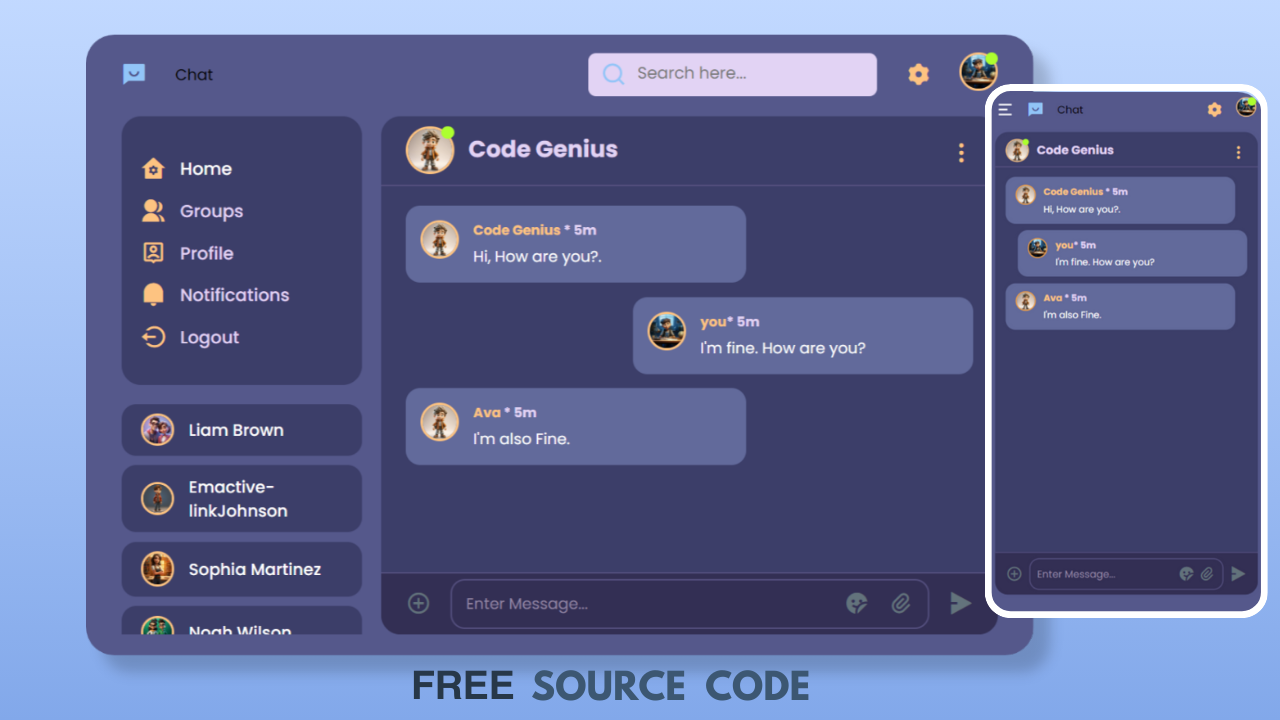 Chat
Search here...
Home
Groups
Profile
Notifications
Logout
Liam Brown
Emactive-
linkJohnson
Sophia Martinez
Noah Wilson
Code Genius
Code Genius * 5m
Hi, How are you?.
you* 5m
I'm fine. How are you?
Ava * 5m
I'm also Fine.
Enter Message...
Chat
Code Genius
Code Genius * 5m
Hi, How are you?.
you* 5m
I'm fine. How are you?
Ava * 5m
I'm also Fine.
Enter Message...
FREE SOURCE CODE